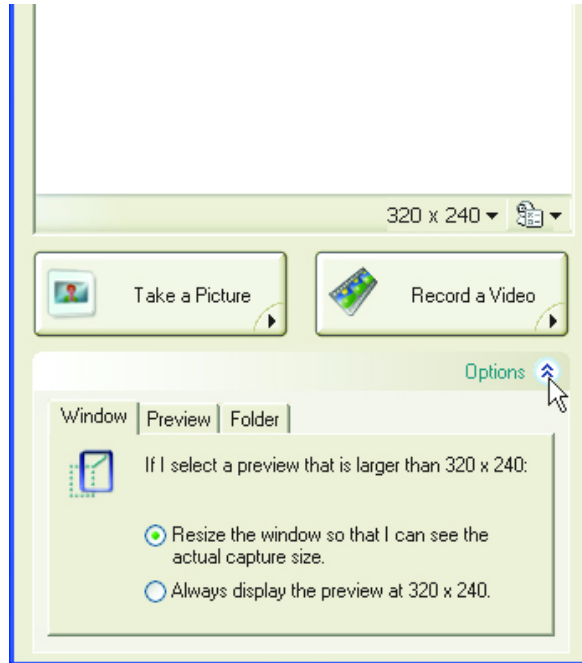 320 x 240
Take a Picture
Record a Video
Options
Window Preview Folder
If I select a preview that is larger than 320 x 240:
Resize the window so that I can see the
actual capture size.
Always display the preview at 320 x 240.